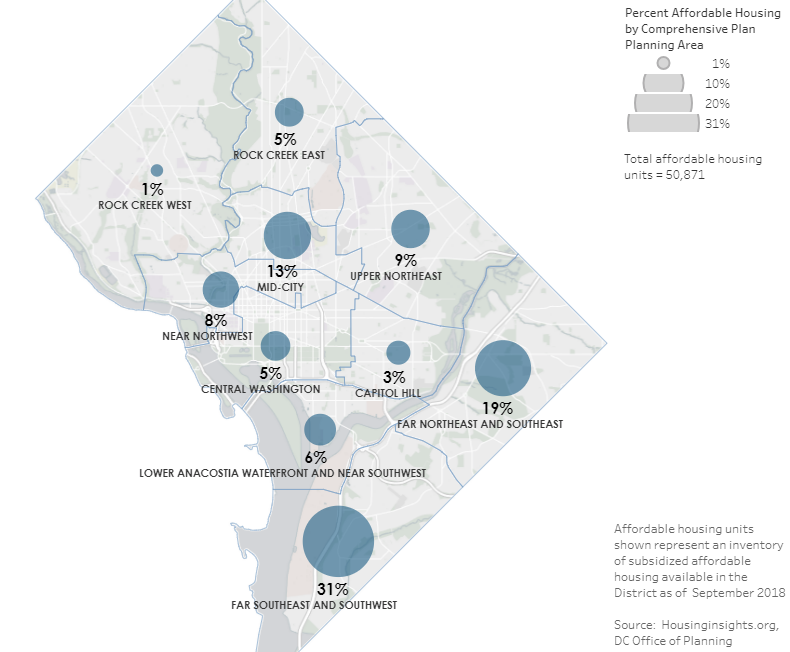 Percent Affordable Housing
by Comprehensive Plan
Planning Area
1%
10%
20%
31%
Total affordable housing
units = 50,871
5%
ROCK CREEK EAST
1%
ROCK CREEK WEST
13%
MID-CITY
9%
UPPER NORTHEAST
8%
NEAR NORTHWEST
5%
CENTRAL WASHINGTON
3%
CAPITOL HILL
19%
FAR NORTHEAST AND SOUTHEAST
6%
LOWER ANACOSTIA WATERFRONT AND NEAR SOUTHWEST
31%
FAR SOUTHEAST AND SOUTHWEST
Affordable housing units
shown represent an inventory
of subsidized affordable
housing available in the
District as of September 2018
Source: Housinginsights.org,
DC Office of Planning